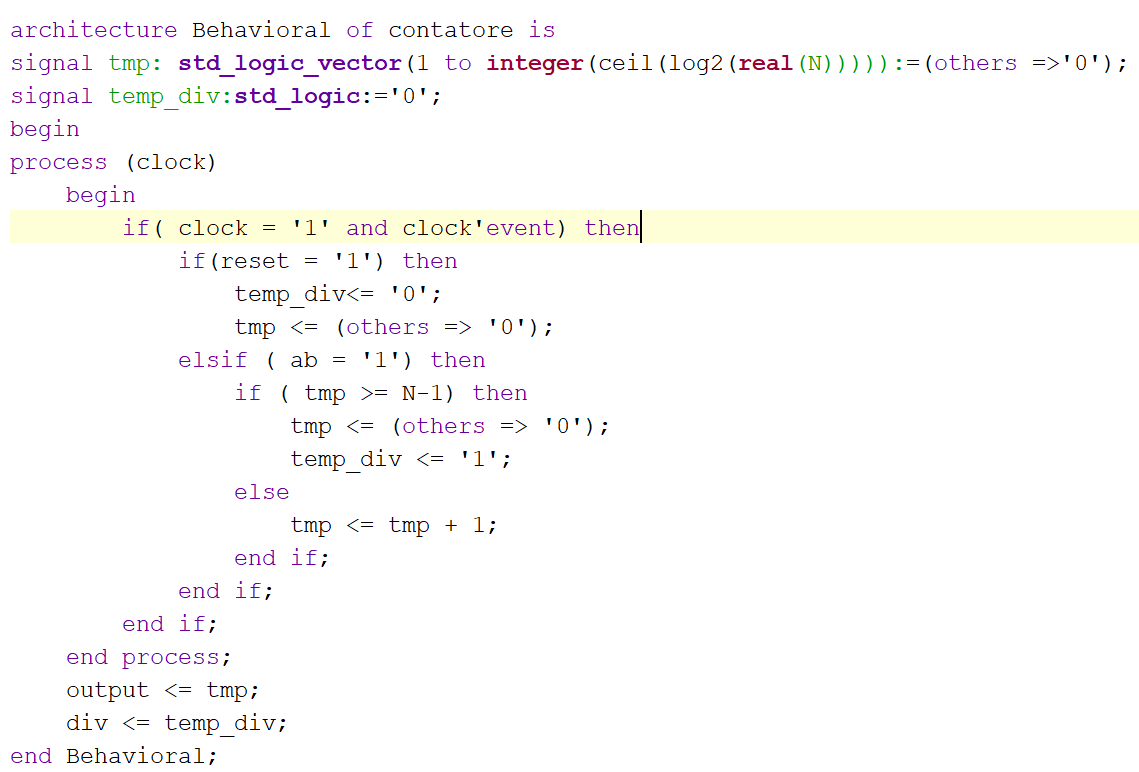 architecture Behavioral of contatore is
signal tmp: std_logic_vector(1 to integer(ceil(log2(real(N))))):=(others =>'0');
signal temp_div:std_logic:='0';
begin
process (clock)
    begin
        if( clock = '1' and clock'event) then
            if(reset = '1') then
                temp_div<= '0';
                tmp <= (others => '0');
            elsif ( ab = '1') then
                if ( tmp >= N-1) then
                    tmp <= (others => '0');
                    temp_div <= '1';
                else
                    tmp <= tmp + 1;
                end if;
            end if;
        end if;
    end process;
    output <= tmp;
    div <= temp_div;
end Behavioral;